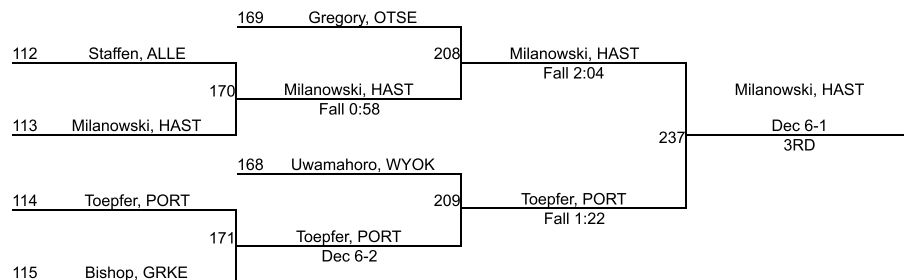 169 Gregory, OTSE
112 Staffen, ALLE
208 Milanowski, HAST
Fall 2:04
170 Milanowski, HAST
Fall 0:58
Milanowski, HAST
113 Milanowski, HAST
237 Dec 6-1
3RD
168 Uwamahoro, WYOK
114 Toepfer, PORT
209 Toepfer, PORT
Fall 1:22
171 Toepfer, PORT
Dec 6-2
115 Bishop, GRKE